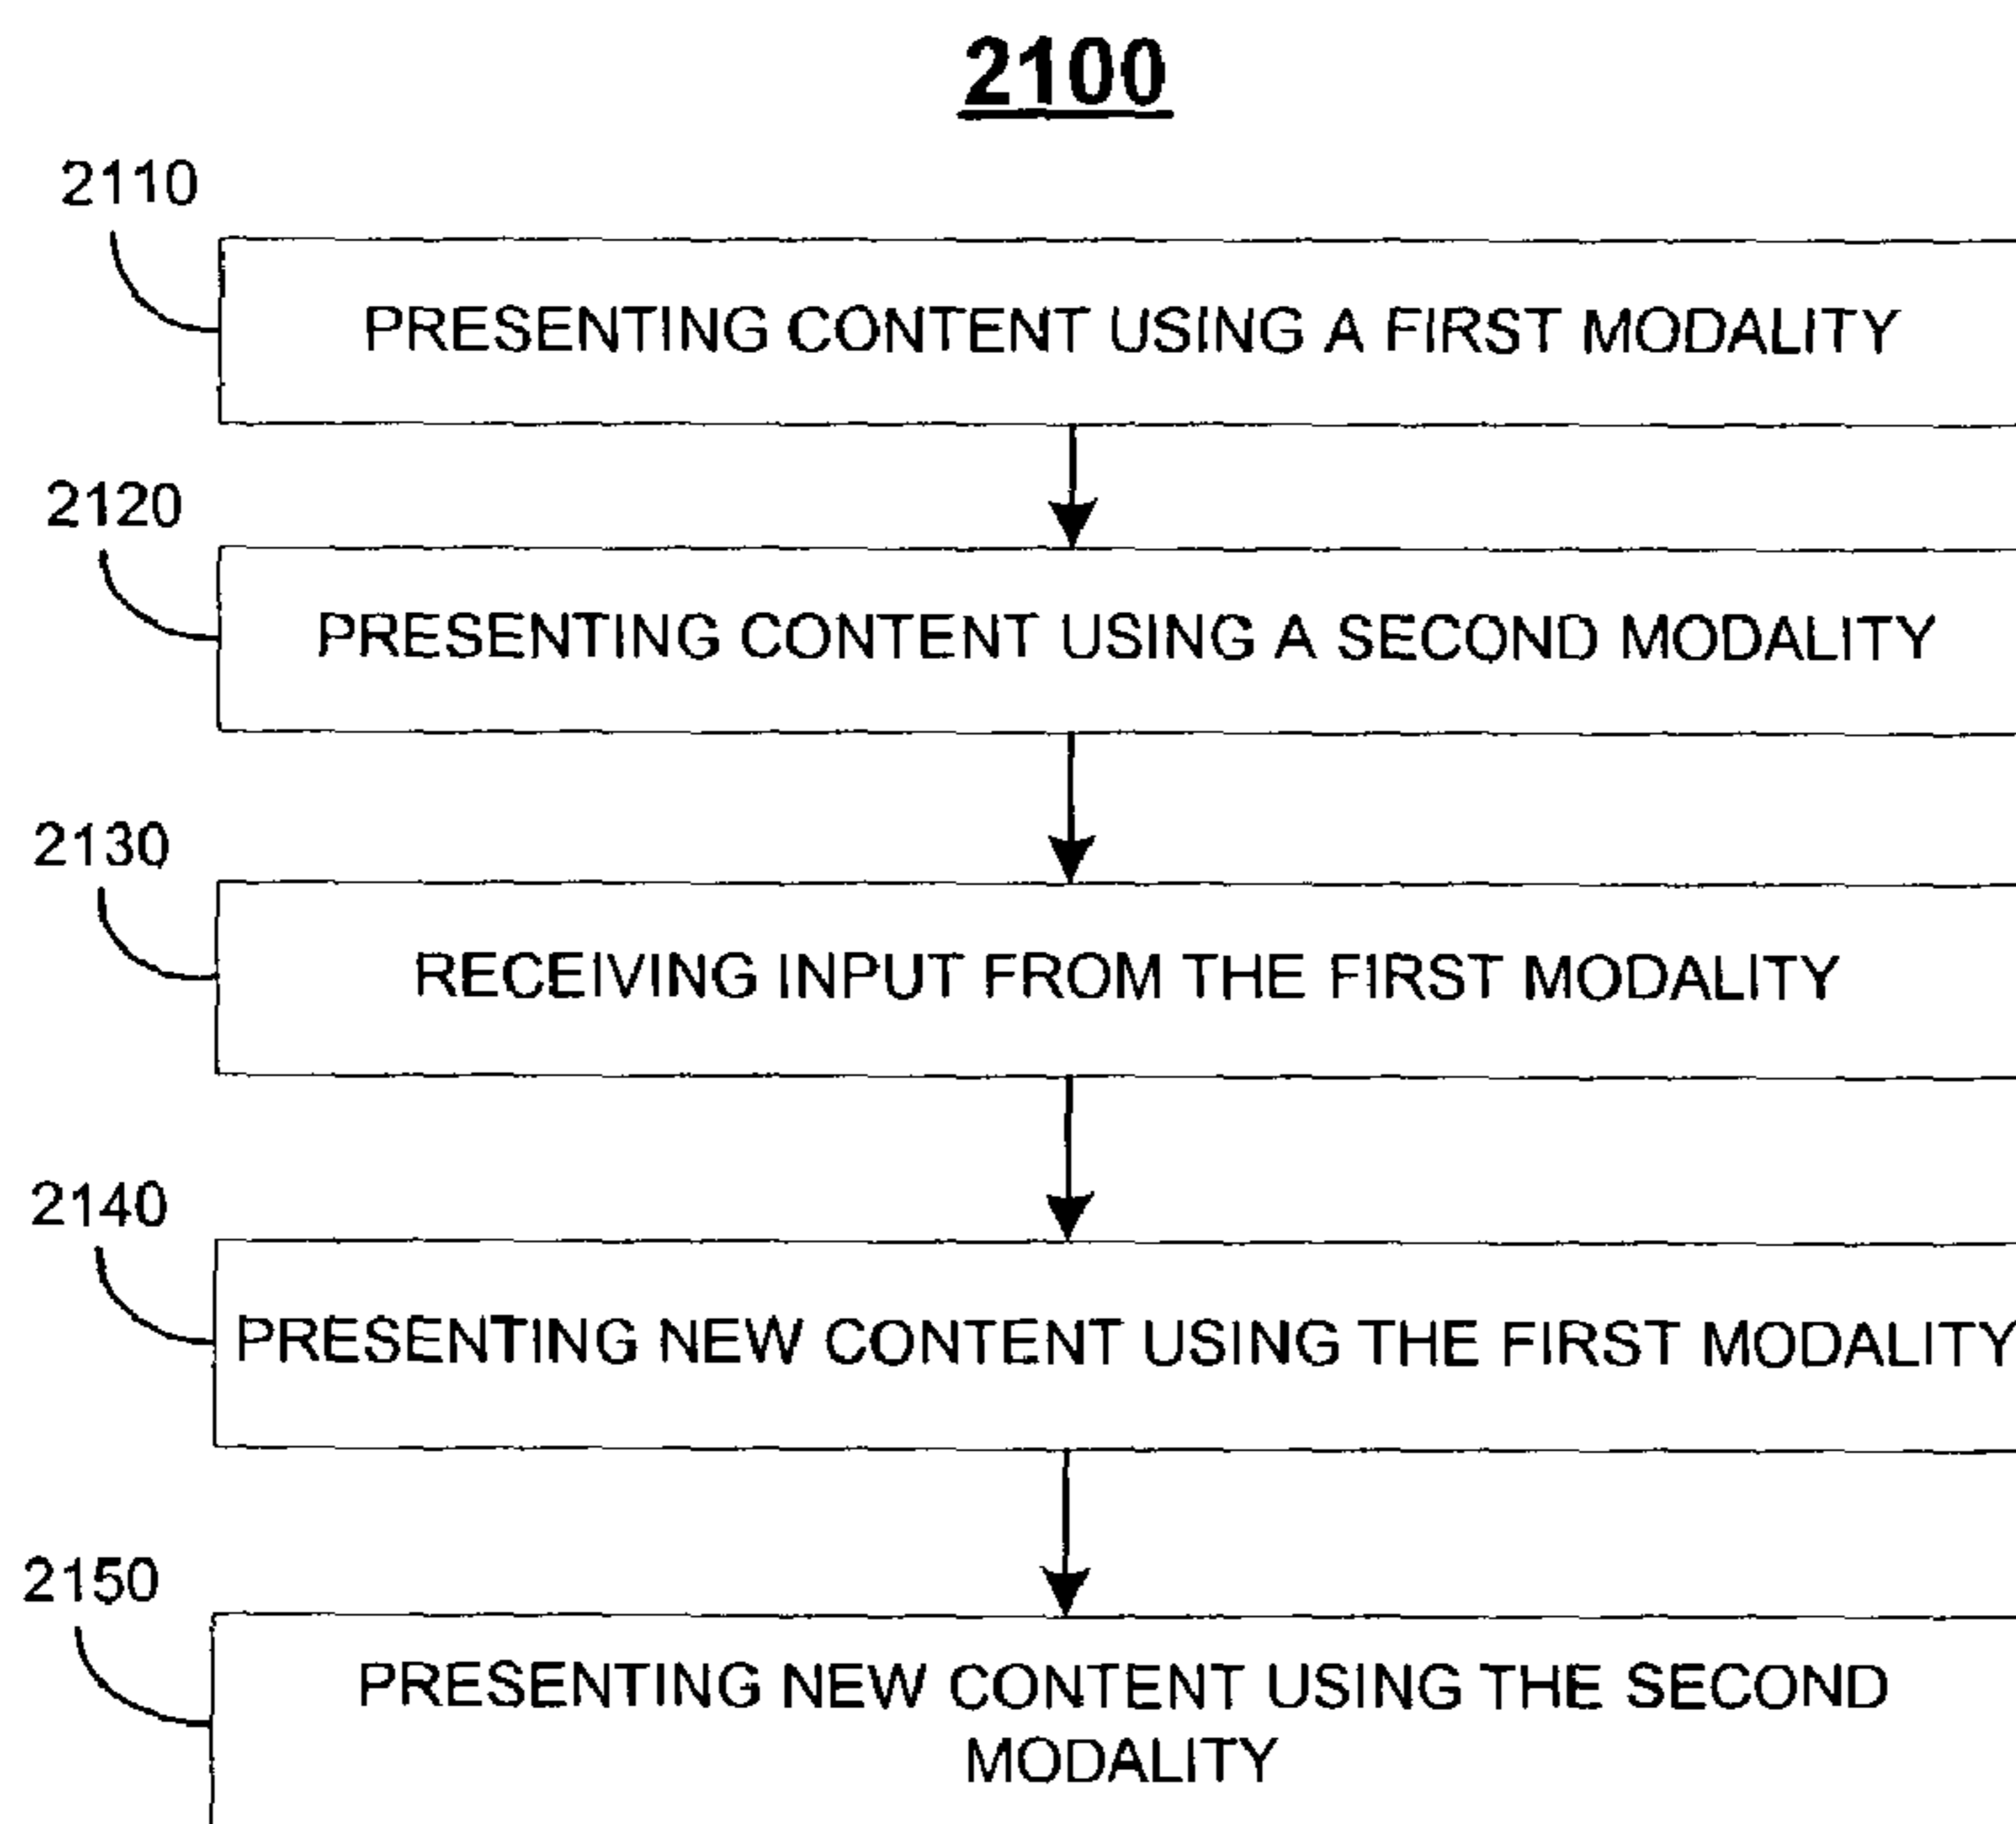 2100
2110
PRESENTING CONTENT USING A FIRST MODALITY
2120
PRESENTING CONTENT USING A SECOND MODALITY
2130
RECEIVING INPUT FROM THE FIRST MODALITY
2140
PRESENTING NEW CONTENT USING THE FIRST MODALITY
2150
PRESENTING NEW CONTENT USING THE SECOND
MODALITY